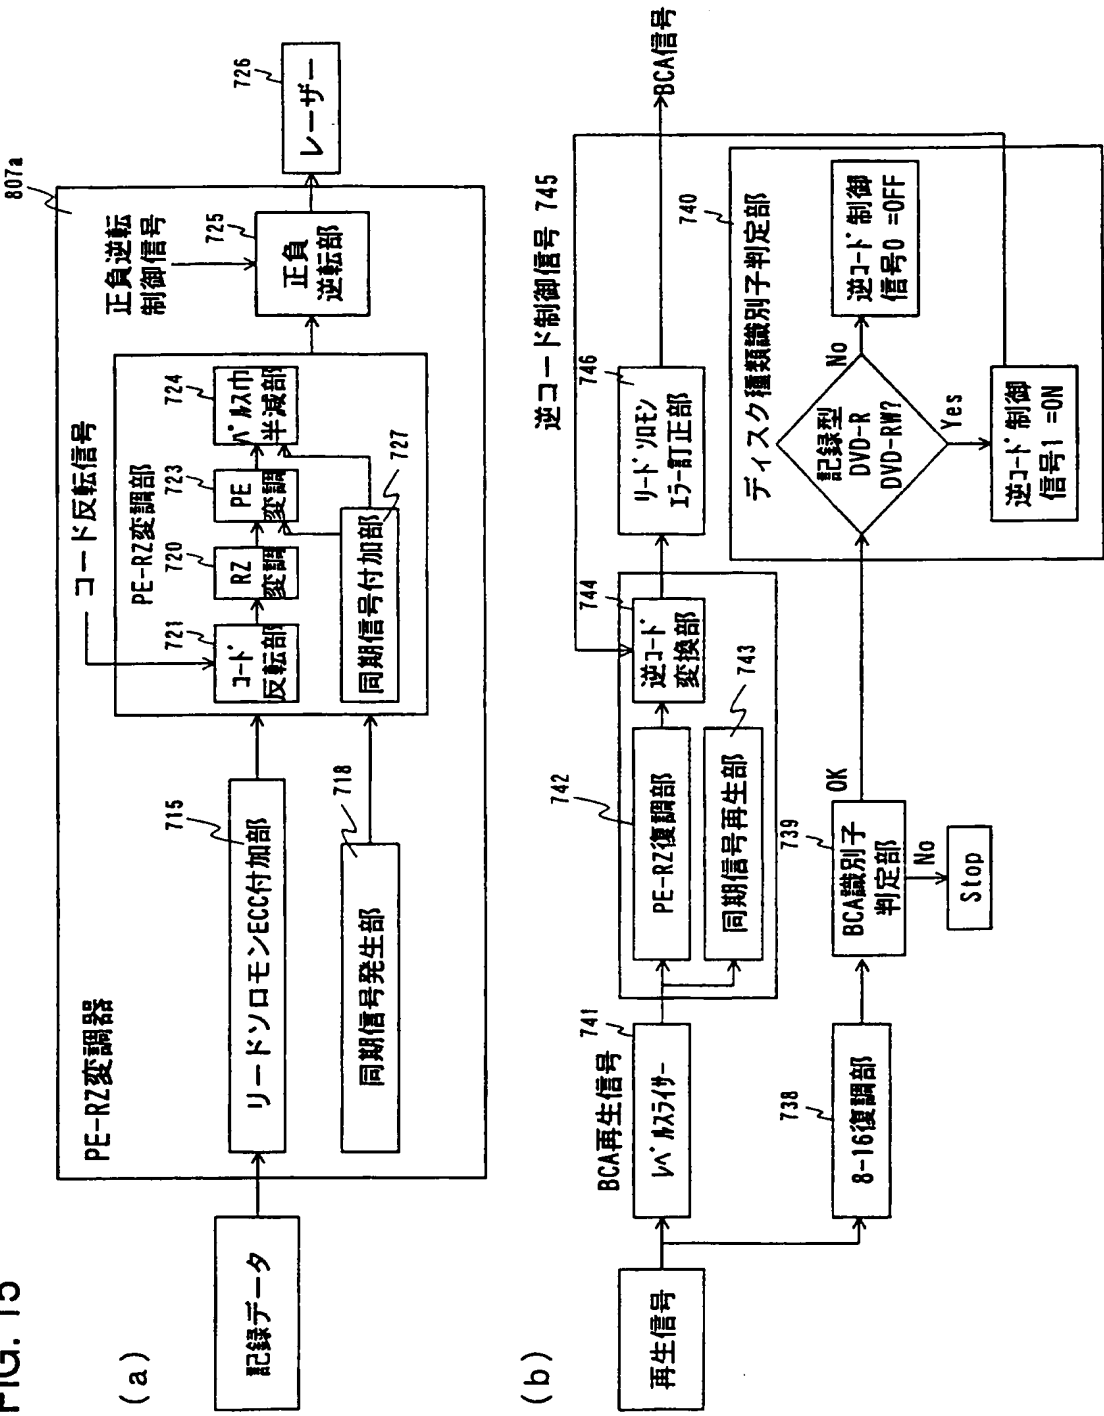 FIG. 15
(a)
記録データ
PE-RZ変調器
807a
リードソロモンECC付加部
715
同期信号発生部
718
コード反転信号
PE-RZ変調部
721
コード
反転部
720
RZ
変調
723
PE
変調
724
パルス巾
半減部
同期信号付加部
727
正負逆転
制御信号
725
正負
逆転部
726
レーザー
(b)
再生信号
BCA再生信号
741
レベルスライサー
738
8-16復調部
742
PE-RZ復調部
同期信号再生部
743
744
逆コード
変換部
逆コード制御信号 745
746
リードソロモン
エラー訂正部
BCA信号
739
BCA識別子
判定部
OK
No
Stop
ディスク種類識別子判定部
740
記録型
DVD-R
DVD-RW?
No
逆コード制御
信号0 =OFF
Yes
逆コード制御
信号1 =ON